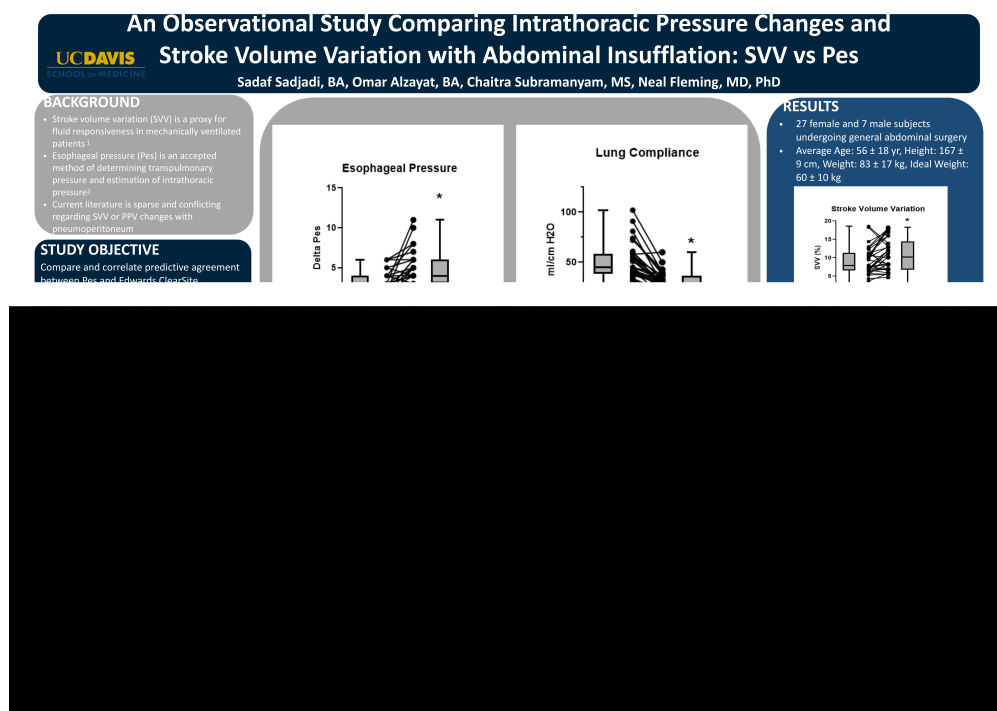 An Observational Study Comparing Intrathoracic Pressure Changes and
Stroke Volume Variation with Abdominal Insufflation: SVV vs Pes
Sadaf Sadjadi, BA, Omar Alzayat, BA, Chaitra Subramanyam, MS, Neal Fleming, MD, PhD
UCDAVIS
SCHOOL OF MEDICINE
BACKGROUND
• Stroke volume variation (SVV) is a proxy for
fluid responsiveness in mechanically ventilated
patients 1
• Esophageal pressure (Pes) is an accepted
method of determining transpulmonary
pressure and estimation of intrathoracic
pressure2
• Current literature is sparse and conflicting
regarding SVV or PPV changes with
pneumoperitoneum
STUDY OBJECTIVE
Compare and correlate predictive agreement
between Pes and Edwards ClearSite
Esophageal Pressure
15
*
Delta Pes
5
Lung Compliance
100
*
ml/cm H2O
50
RESULTS
• 27 female and 7 male subjects
undergoing general abdominal surgery
• Average Age: 56 ± 18 yr, Height: 167 ±
9 cm, Weight: 83 ± 17 kg, Ideal Weight:
60 ± 10 kg
Stroke Volume Variation
20
*
15
SVV (%)
10
5